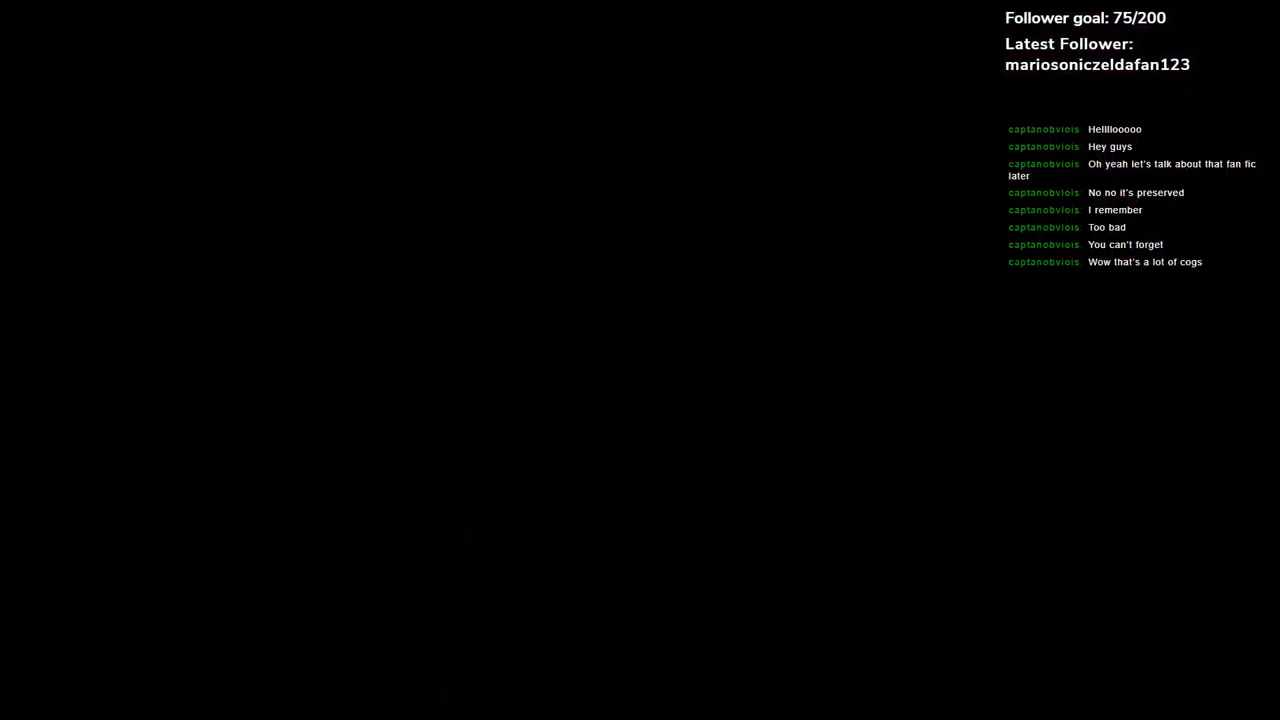 Follower goal: 75/200
Latest Follower:
mariosoniczeldafan123
captanobviois: Hellllooooo
captanobviois: Hey guys
captanobviois: Oh yeah let's talk about that fan fic
later
captanobviois: No no it's preserved
captanobviois: I remember
captanobviois: Too bad
captanobviois: You can't forget
captanobviois: Wow that's a lot of cogs